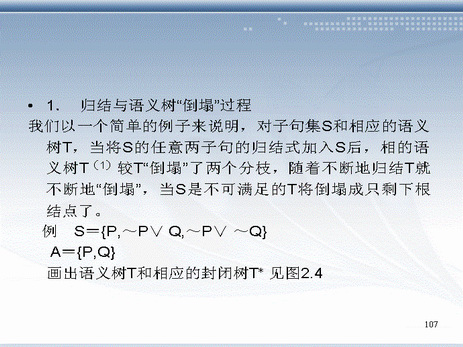 • 1． 归结与语义树“倒塌”过程
我们以一个简单的例子来说明，对子句集S和相应的语义
树T，当将S的任意两子句的归结式加入S后，相的语
义树T（1）较T“倒塌”了两个分枝，随着不断地归结T就
不断地“倒塌”，当S是不可满足的T将倒塌成只剩下根
结点了。
例 S＝{P,～P∨ Q,～P∨ ～Q}
A＝{P,Q}
画出语义树T和相应的封闭树T* 见图2.4
107